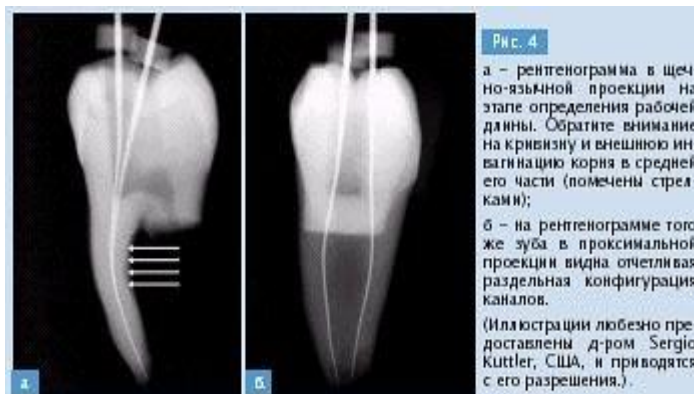 Рис. 4
а – рентгенограмма в щеч-
но-язычной проекции на
этапе определения рабочей
длины. Обратите внимание
на кривизну и внешнюю ин-
вагинацию корня в средней
его части (помечены стрел-
ками);
б – на рентгенограмме того
же зуба в проксимальной
проекции видна отчетливая
раздельная конфигурация
каналов.
(Иллюстрации любезно пре-
доставлены д-ром Sergio
Kuttler, США, и приводятся
с его разрешения.).
а.
б.